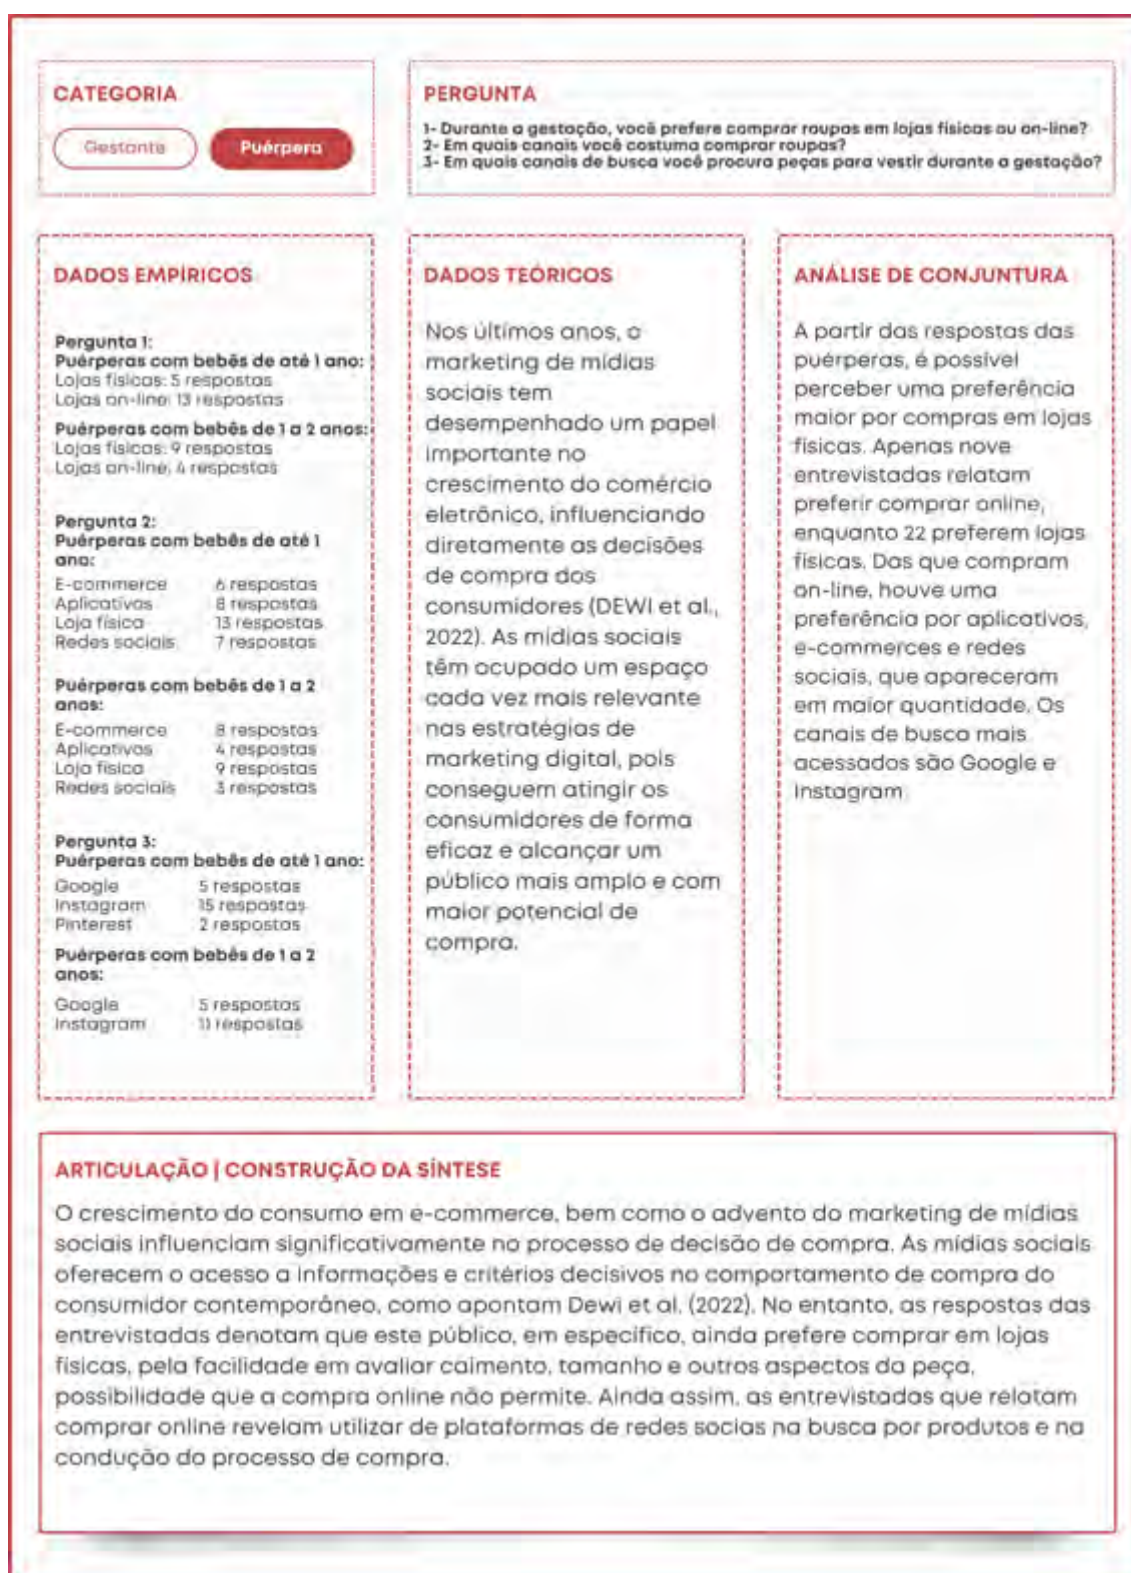 CATEGORIA
Gestante
Puérpera
PERGUNTA
1- Durante a gestação, você prefere comprar roupas em lojas físicas ou on-line?
2- Em quais canais você costuma comprar roupas?
3- Em quais canais de busca você procura peças para vestir durante a gestação?
DADOS EMPÍRICOS
Pergunta 1:
Puérperas com bebês de até 1 ano:
Lojas físicas: 5 respostas
Lojas on-line: 13 respostas
Puérperas com bebês de 1 a 2 anos:
Lojas físicas: 9 respostas
Lojas on-line: 4 respostas
Pergunta 2:
Puérperas com bebês de até 1
ano:
E-commerce 6 respostas
Aplicativos 8 respostas
Loja física 13 respostas
Redes sociais 7 respostas
Puérperas com bebês de 1 a 2
anos:
E-commerce 8 respostas
Aplicativos 4 respostas
Loja física 9 respostas
Redes sociais 3 respostas
Pergunta 3:
Puérperas com bebês de até 1 ano:
Google 5 respostas
Instagram 15 respostas
Pinterest 2 respostas
Puérperas com bebês de 1 a 2
anos:
Google 5 respostas
Instagram 11 respostas
DADOS TEÓRICOS
Nos últimos anos, o
marketing de mídias
sociais tem
desempenhado um papel
importante no
crescimento do comércio
eletrônico, influenciando
diretamente as decisões
de compra dos
consumidores (DEWI et al.,
2022). As mídias sociais
têm ocupado um espaço
cada vez mais relevante
nas estratégias de
marketing digital, pois
conseguem atingir os
consumidores de forma
eficaz e alcançar um
público mais amplo e com
maior potencial de
compra.
ANÁLISE DE CONJUNTURA
A partir das respostas das
puérperas, é possível
perceber uma preferência
maior por compras em lojas
físicas. Apenas nove
entrevistadas relatam
preferir comprar online,
enquanto 22 preferem lojas
físicas. Das que compram
on-line, houve uma
preferência por aplicativos,
e-commerces e redes
sociais, que apareceram
em maior quantidade. Os
canais de busca mais
acessados são Google e
Instagram
ARTICULAÇÃO | CONSTRUÇÃO DA SÍNTESE
O crescimento do consumo em e-commerce, bem como o advento do marketing de mídias
sociais influenciam significativamente no processo de decisão de compra. As mídias sociais
oferecem o acesso a informações e critérios decisivos no comportamento de compra do
consumidor contemporâneo, como apontam Dewi et al. (2022). No entanto, as respostas das
entrevistadas denotam que este público, em específico, ainda prefere comprar em lojas
físicas, pela facilidade em avaliar caimento, tamanho e outros aspectos da peça,
possibilidade que a compra online não permite. Ainda assim, as entrevistadas que relatam
comprar online revelam utilizar de plataformas de redes socias na busca por produtos e na
condução do processo de compra.